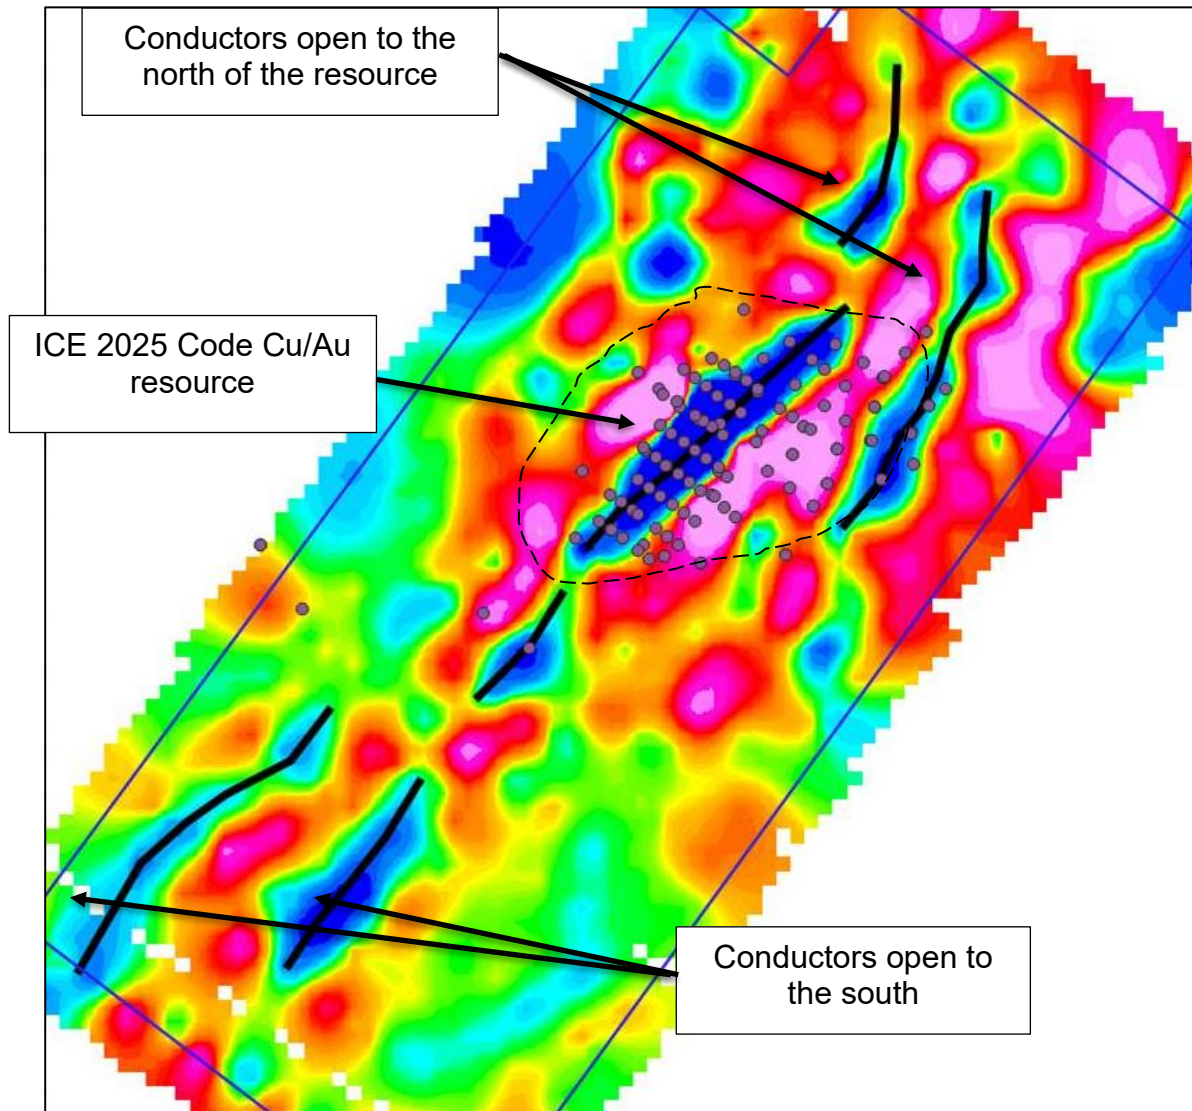 Conductors open to the
north of the resource
ICE 2025 Code Cu/Au
resource
Conductors open to
the south